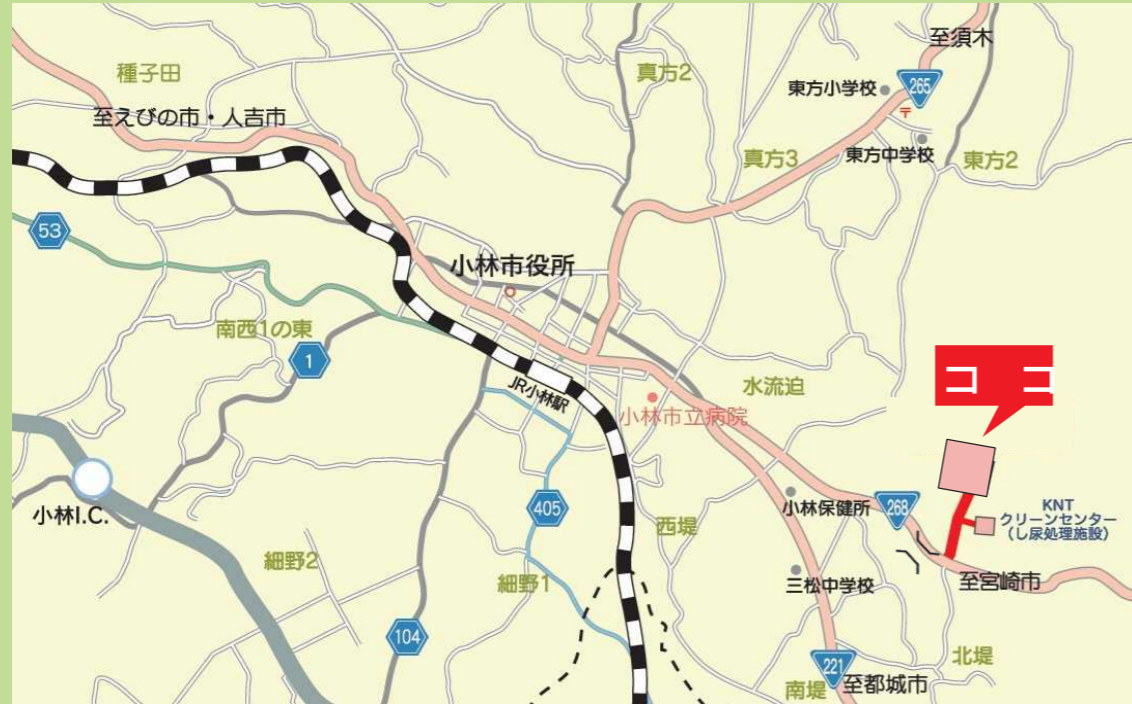 至須木
種子田
真方2
東方小学校
265
〒
至えびの市・人吉市
真方3
東方中学校
東方2
53
小林市役所
南西1の東
1
JR小林駅
水流迫
小林市立病院
コ コ
小林I.C.
405
西堤
小林保健所
268
KNT
クリーンセンター
(し尿処理施設)
細野2
細野1
三松中学校
至宮崎市
104
221
北堤
南堤
至都城市